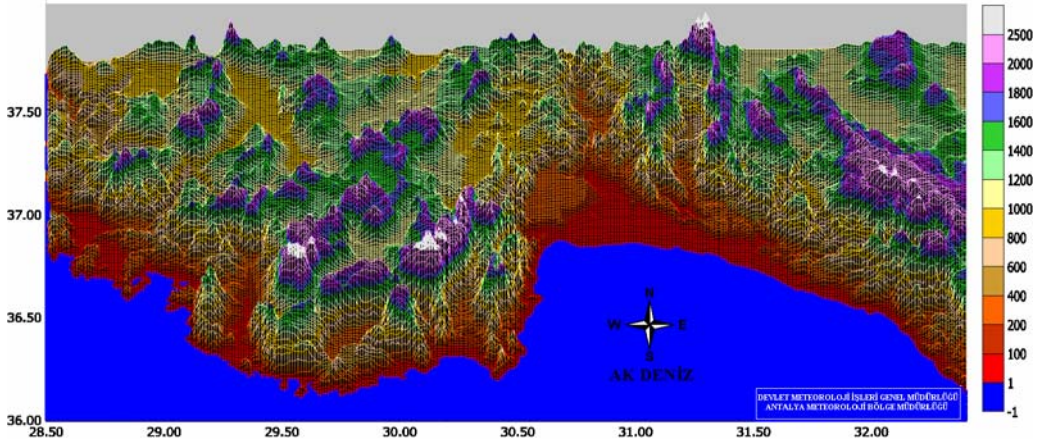 37.50
37.00
36.50
36.00
28.50 29.00 29.50 30.00 30.50 31.00 31.50 32.00
N
W E
S
AK DENİZ
DEVLET METEOROLOJİ İŞLERİ GENEL MÜDÜRLÜĞÜ
ANTALYA METEOROLOJİ BÖLGE MÜDÜRLÜĞÜ
2500
2000
1800
1600
1400
1200
1000
800
600
400
200
100
1
-1